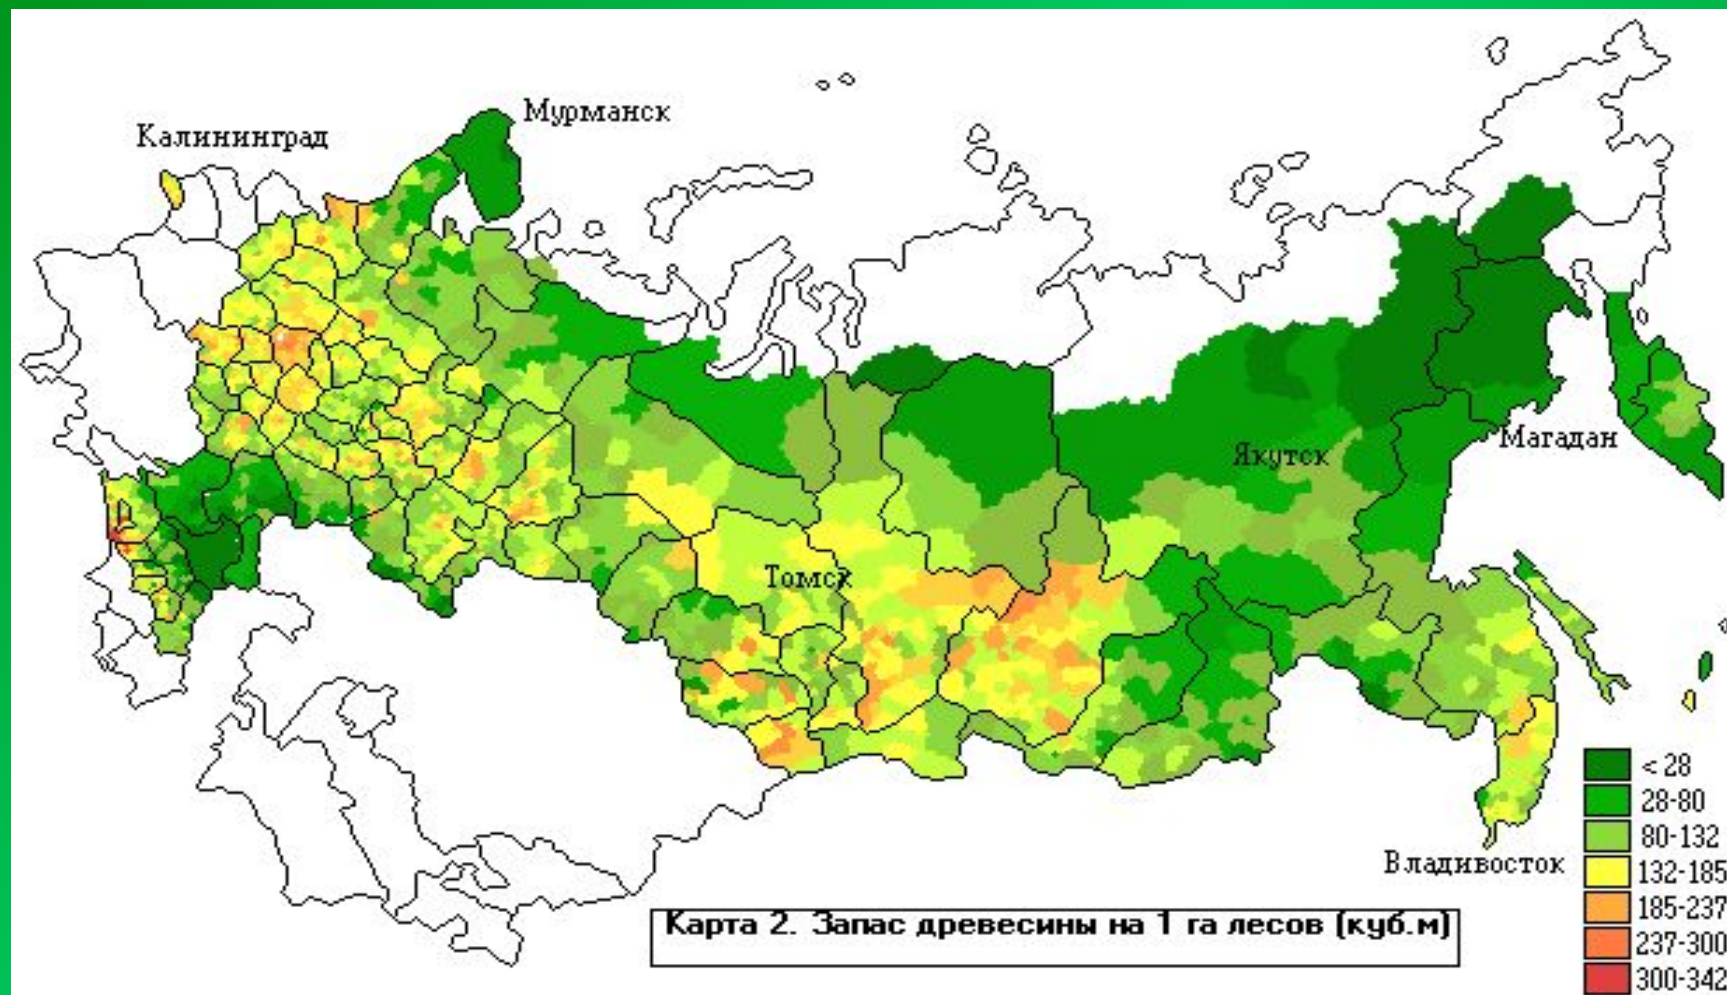 Мурманск
Калининград
Якутск
Магадан
Томск
Владивосток
< 28
28-80
80-132
132-185
185-237
237-300
300-342
Карта 2. Запас древесины на 1 га лесов (куб.м)